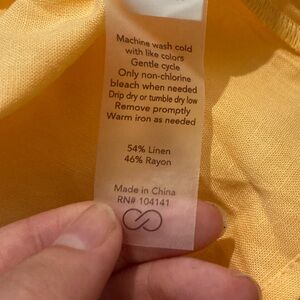 Machine wash cold
with like colors
Gentle cycle
Only non-chlorine
bleach when needed
Drip dry or tumble dry low
Remove promptly
Warm iron as needed
54% Linen
46% Rayon
Made in China
RN# 104141